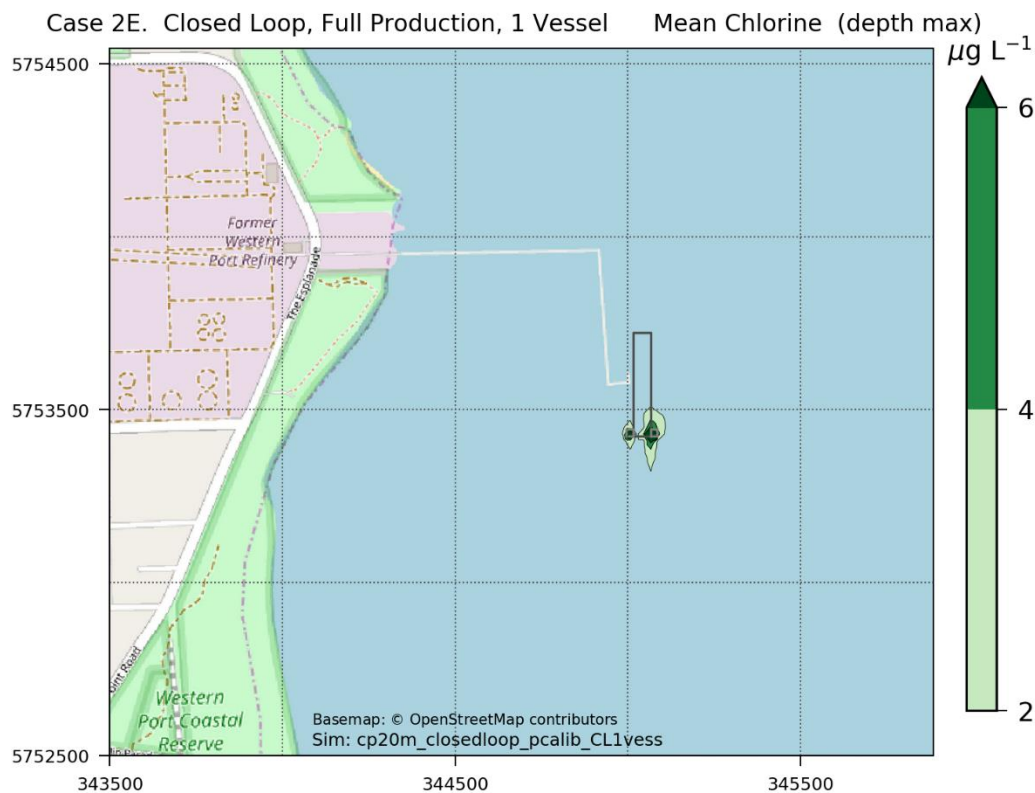 Case 2E.  Closed Loop, Full Production, 1 Vessel      Mean Chlorine  (depth max)
μg L⁻¹
5754500
6
Former
Western
Port Refinery
The Esplanade
5753500
4
oint Road
Western
Port Coastal
Reserve
Basemap: © OpenStreetMap contributors
Sim: cp20m_closedloop_pcalib_CL1vess
2
5752500
343500
344500
345500